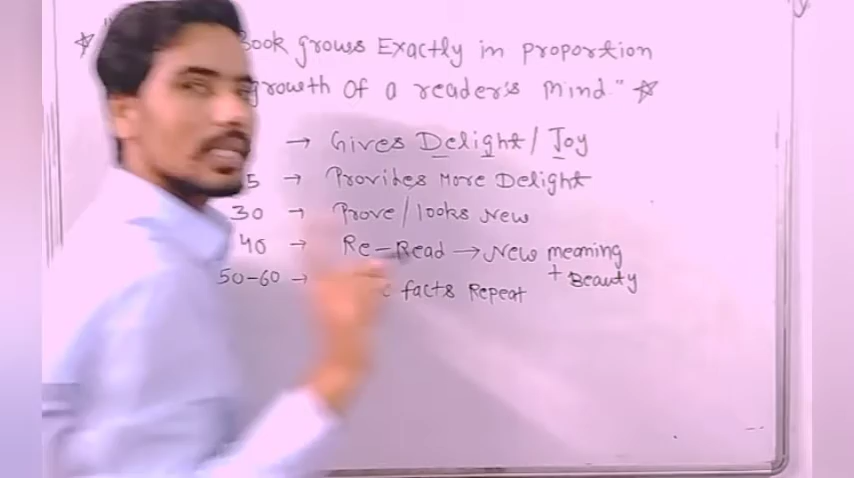 Book grows Exactly in proportion
growth of a reader's mind." 
→ Gives Delight / Joy
5 → Provides More Delight
30 → Prove / looks New
40 → Re-Read → New meaning
+ Beauty
50-60 → facts Repeat